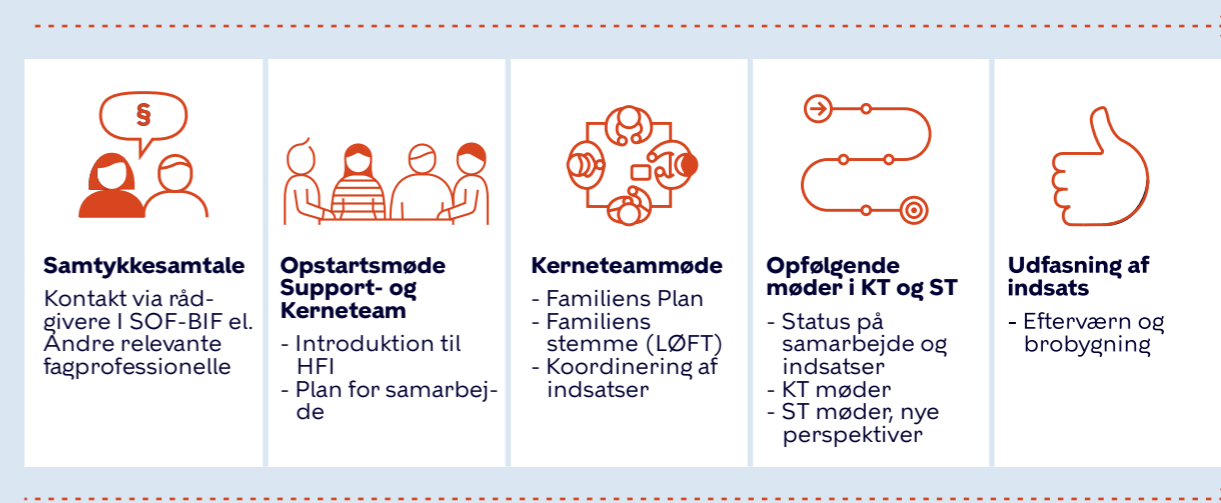 §
Samtykkesamtale
Kontakt via råd-
givere I SOF-BIF el.
Andre relevante
fagprofessionelle
Opstartsmøde
Support- og
Kerneteam
- Introduktion til
HFI
- Plan for samarbej-
de
Kerneteammøde
- Familiens Plan
- Familiens
stemme (LØFT)
- Koordinering af
indsatser
Opfølgende
møder i KT og ST
- Status på
samarbejde og
indsatser
- KT møder
- ST møder, nye
perspektiver
Udfasning af
indsats
- Efterværn og
brobygning